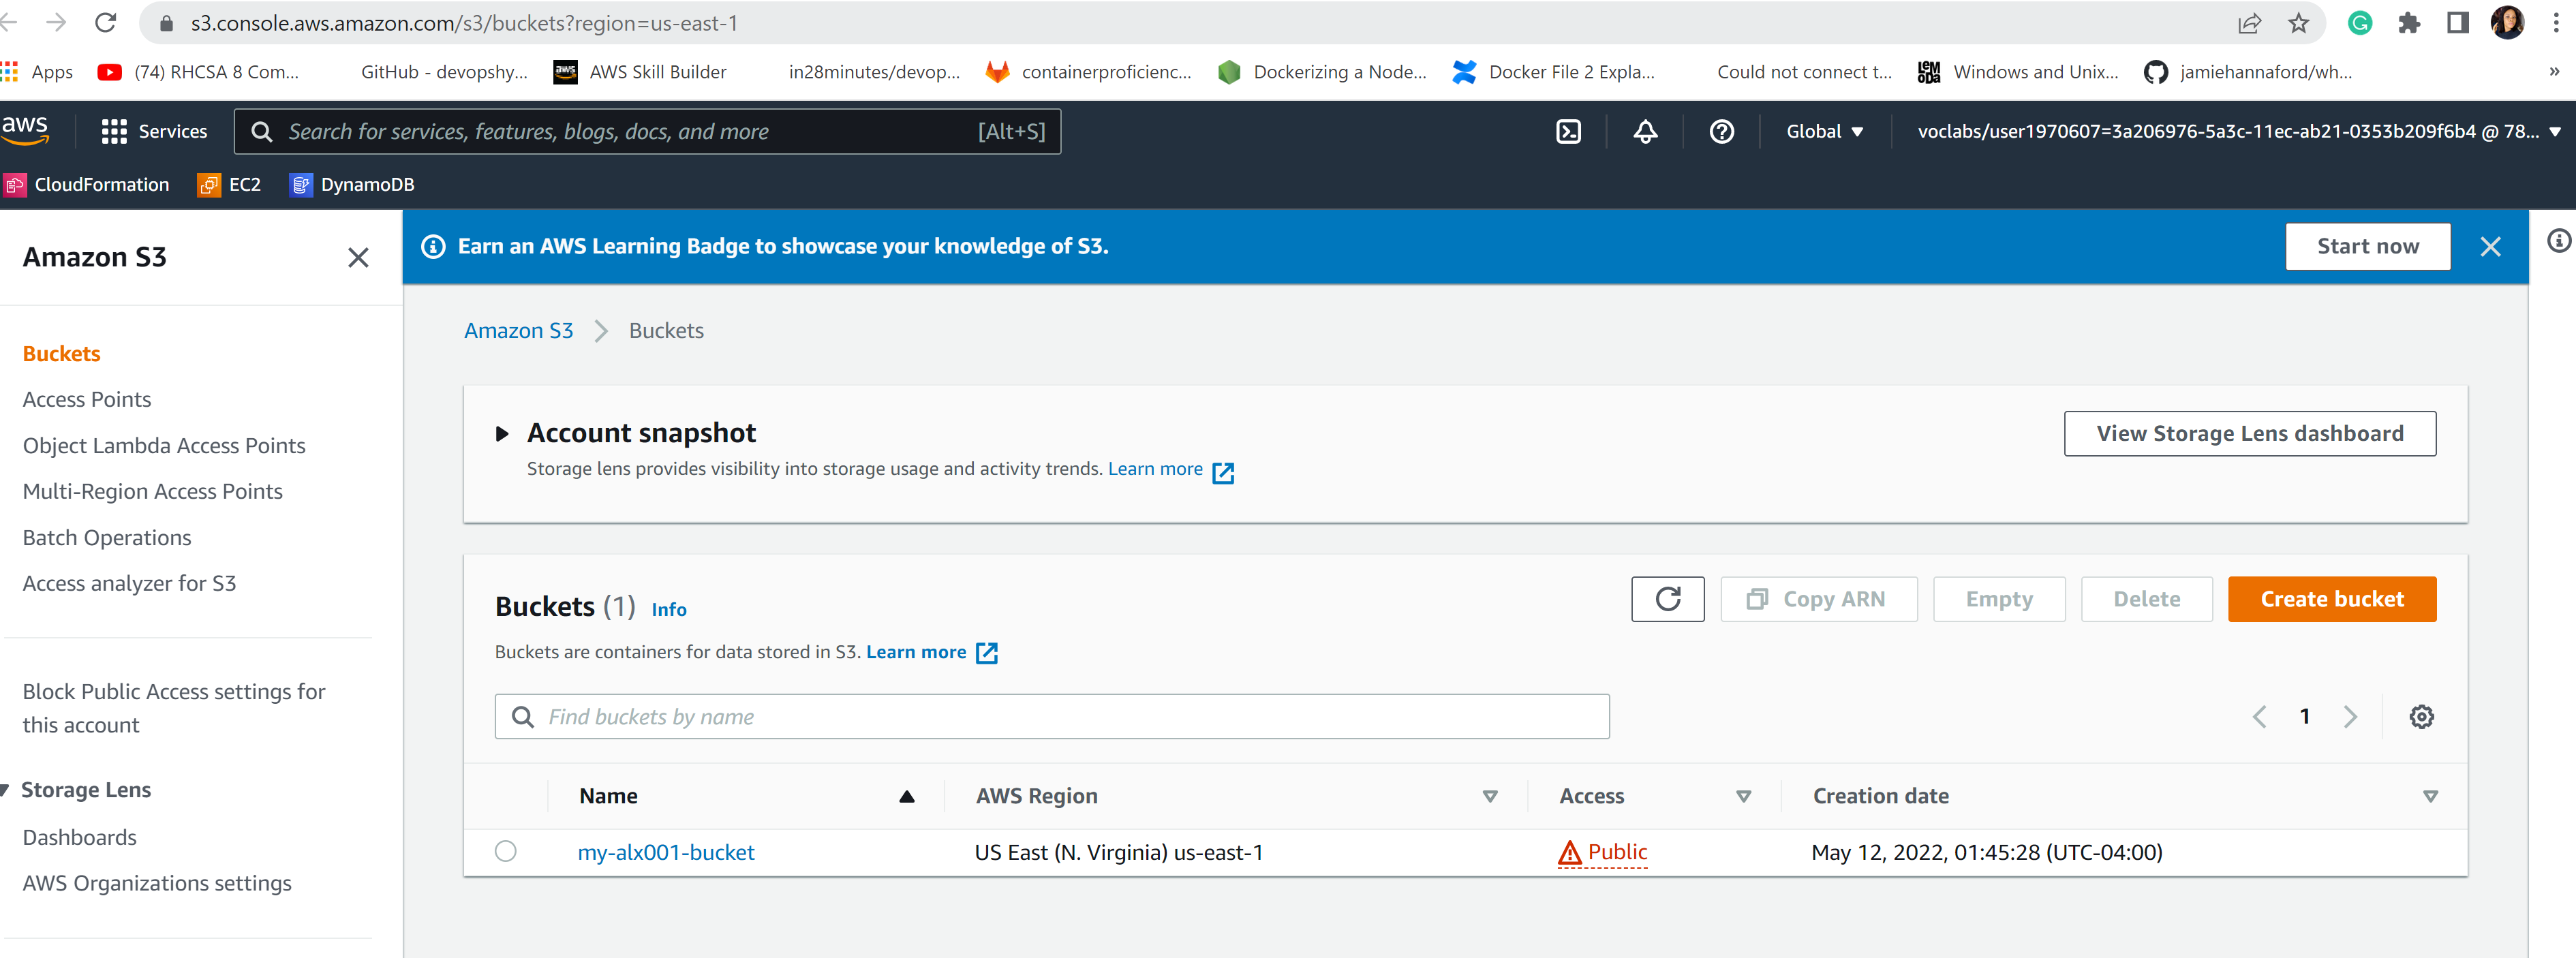 s3.console.aws.amazon.com/s3/buckets?region=us-east-1
Apps (74) RHCSA 8 Com... GitHub - devopshy... aws AWS Skill Builder in28minutes/devop... containerproficienc... Dockerizing a Node... Docker File 2 Expla... Could not connect t... LEMODA Windows and Unix... jamiehannaford/wh... »
aws Services Search for services, features, blogs, docs, and more [Alt+S] Global voclabs/user1970607=3a206976-5a3c-11ec-ab21-0353b209f6b4 @ 78...
CloudFormation EC2 DynamoDB
Amazon S3
Buckets
Access Points
Object Lambda Access Points
Multi-Region Access Points
Batch Operations
Access analyzer for S3
Block Public Access settings for
this account
Storage Lens
Dashboards
AWS Organizations settings
Earn an AWS Learning Badge to showcase your knowledge of S3. Start now
Amazon S3 Buckets
Account snapshot View Storage Lens dashboard
Storage lens provides visibility into storage usage and activity trends. Learn more
Buckets (1) Info Copy ARN Empty Delete Create bucket
Buckets are containers for data stored in S3. Learn more
Find buckets by name 1
Name AWS Region Access Creation date
my-alx001-bucket US East (N. Virginia) us-east-1 Public May 12, 2022, 01:45:28 (UTC-04:00)